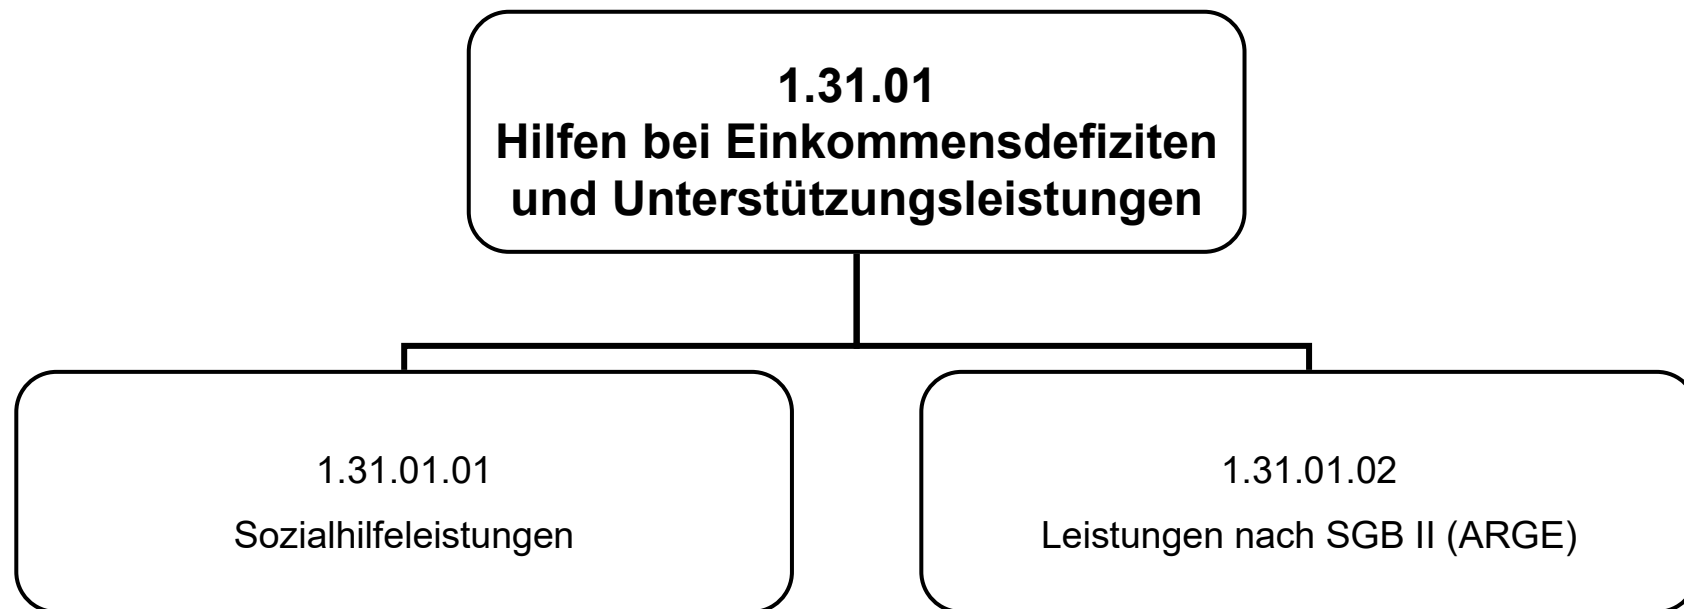 1.31.01
Hilfen bei Einkommensdefiziten
und Unterstützungsleistungen
1.31.01.01
Sozialhilfeleistungen
1.31.01.02
Leistungen nach SGB II (ARGE)